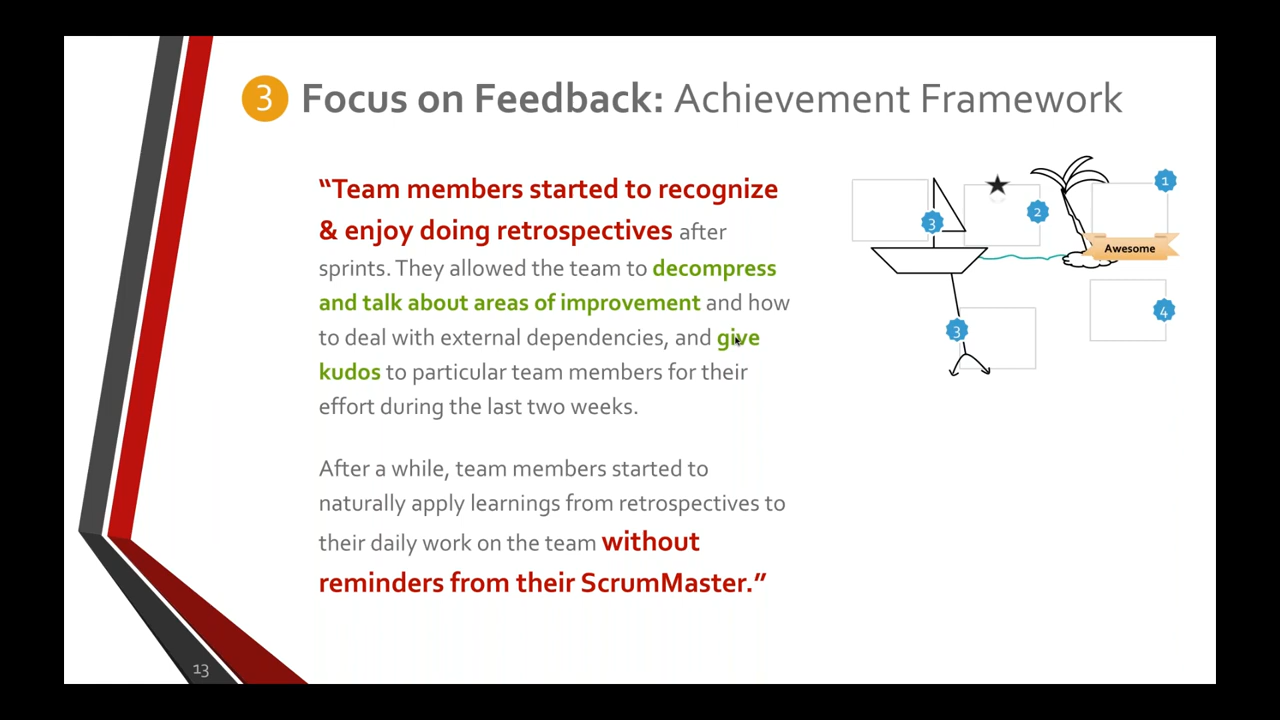 3 Focus on Feedback: Achievement Framework
“Team members started to recognize
& enjoy doing retrospectives after
sprints. They allowed the team to decompress
and talk about areas of improvement and how
to deal with external dependencies, and give
kudos to particular team members for their
effort during the last two weeks.
After a while, team members started to
naturally apply learnings from retrospectives to
their daily work on the team without
reminders from their ScrumMaster.”
1
2
3
Awesome
4
3
13